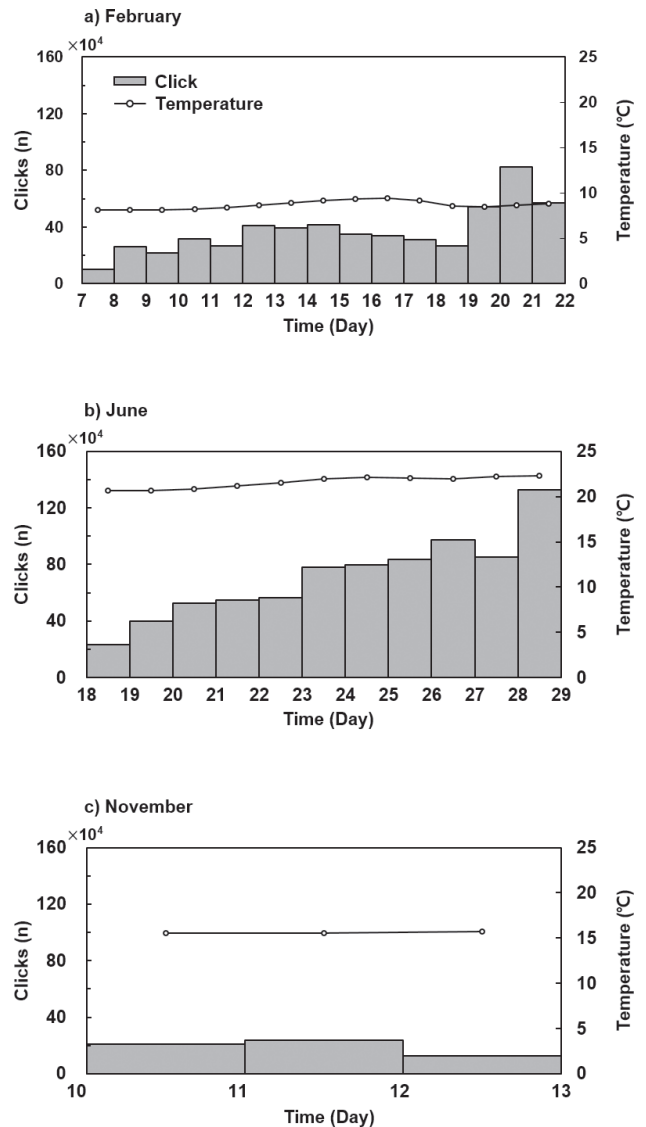 a) February
×10⁴
160
120
80
40
0
Clicks (n)
Click
Temperature
25
20
15
10
5
0
Temperature (℃)
7 8 9 10 11 12 13 14 15 16 17 18 19 20 21 22
Time (Day)
b) June
×10⁴
160
120
80
40
0
Clicks (n)
25
20
15
10
5
0
Temperature (℃)
18 19 20 21 22 23 24 25 26 27 28 29
Time (Day)
c) November
×10⁴
160
120
80
40
0
Clicks (n)
25
20
15
10
5
0
Temperature (℃)
10 11 12 13
Time (Day)